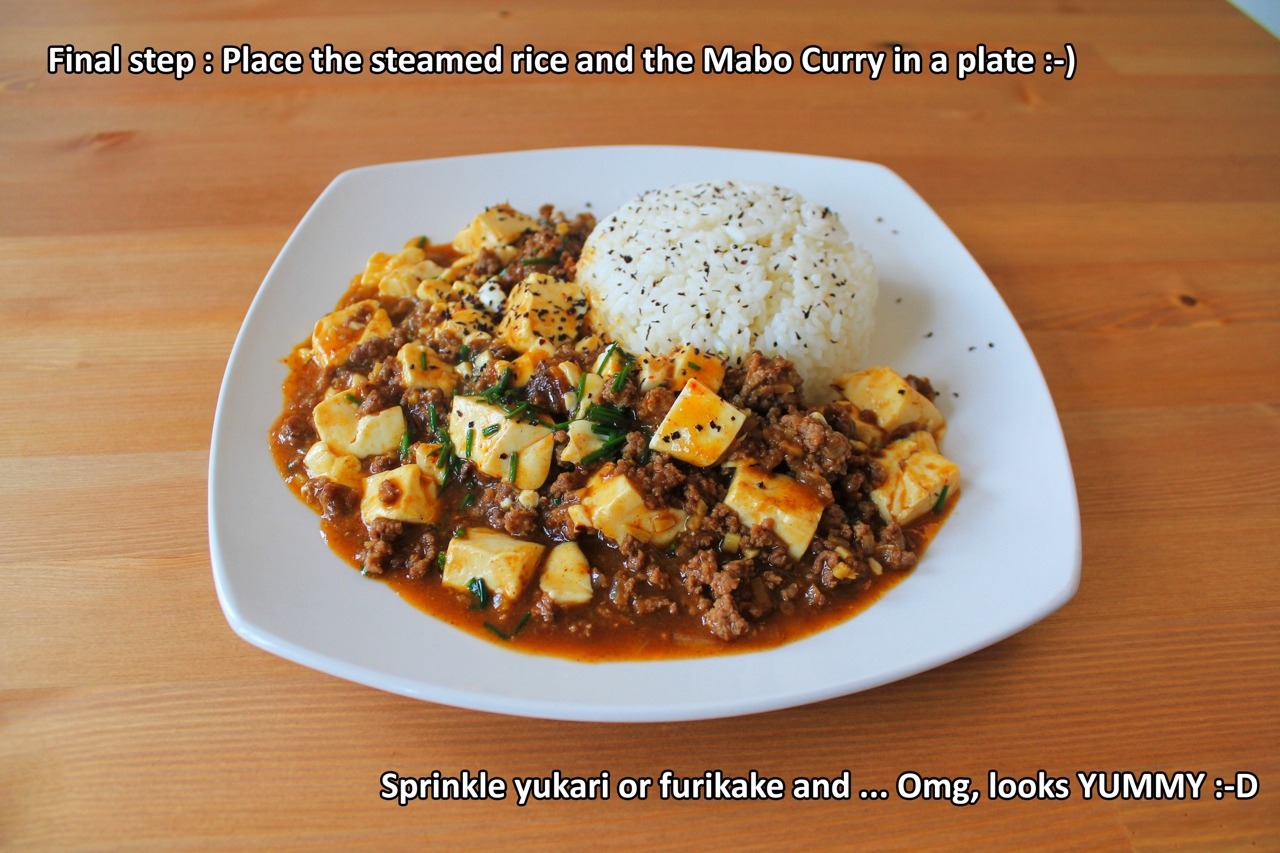 Final step : Place the steamed rice and the Mabo Curry in a plate :-)
Sprinkle yukari or furikake and ... Omg, looks YUMMY :-D